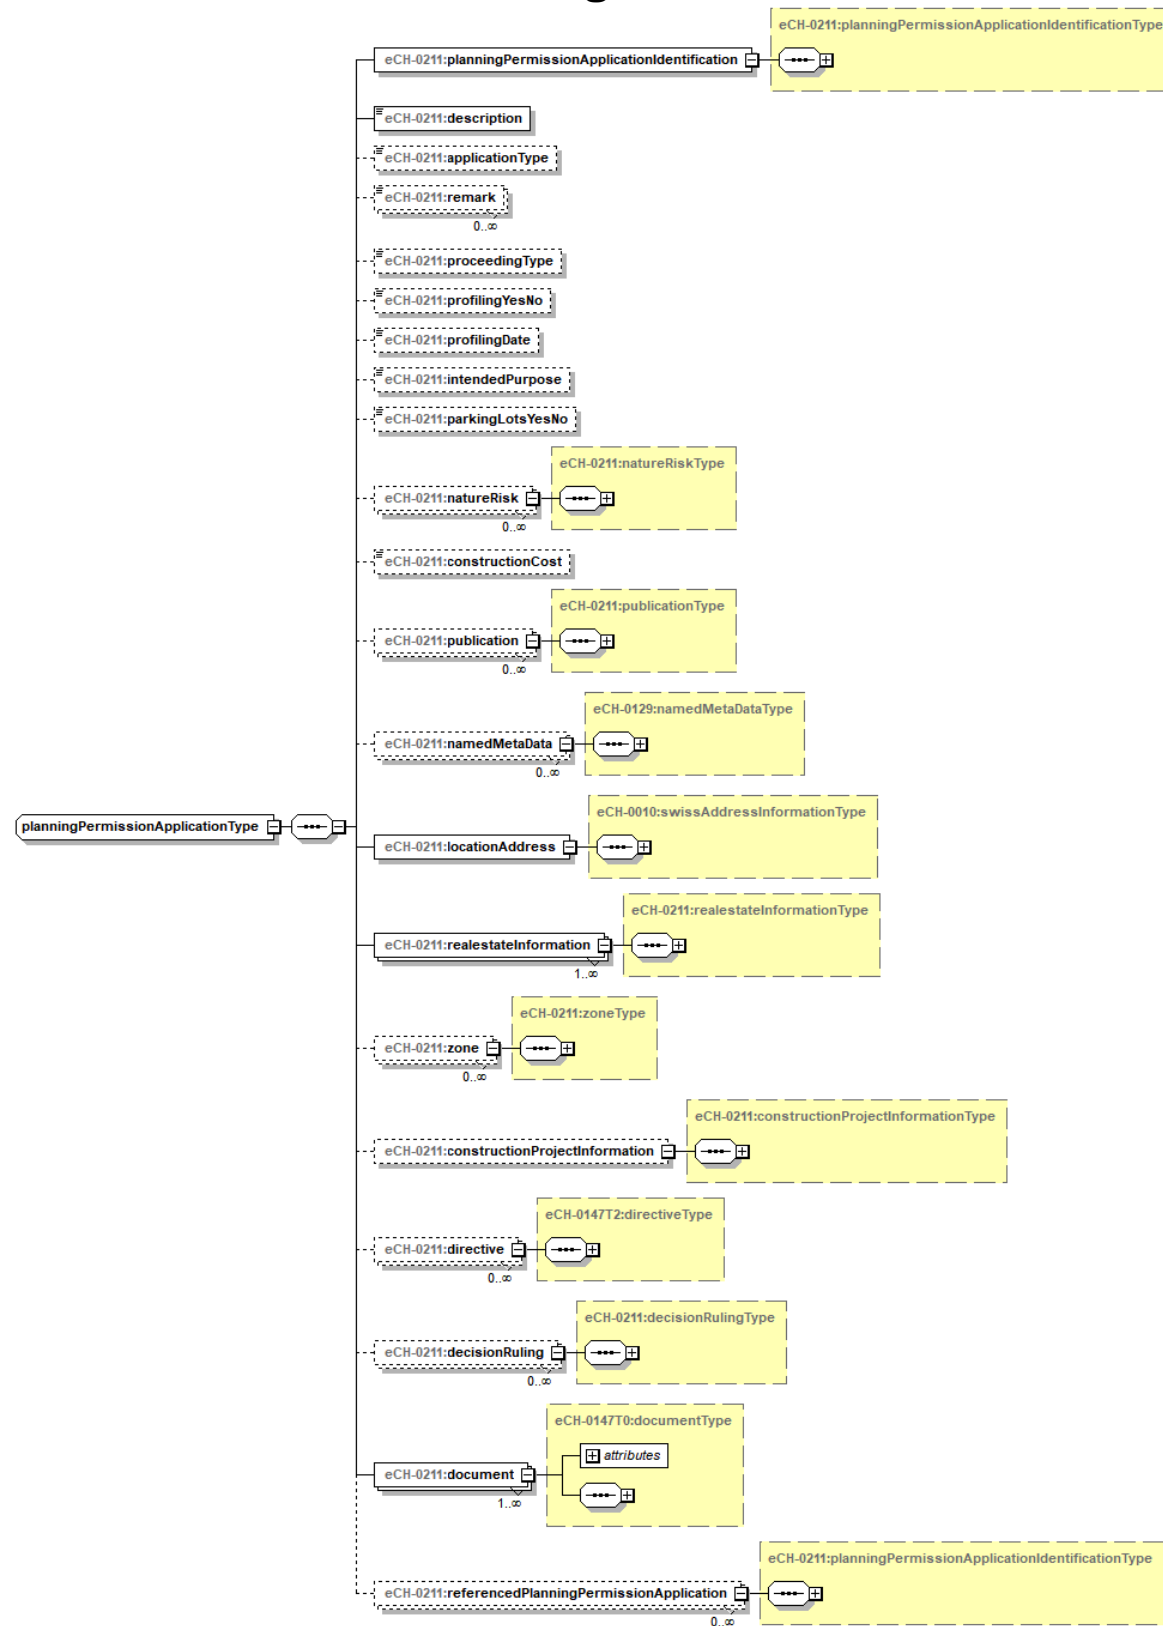 eCH-0211:planningPermissionApplicationIdentificationType
eCH-0211:planningPermissionApplicationIdentification
eCH-0211:description
eCH-0211:applicationType
eCH-0211:remark
0..∞
eCH-0211:proceedingType
eCH-0211:profilingYesNo
eCH-0211:profilingDate
eCH-0211:intendedPurpose
eCH-0211:parkingLotsYesNo
eCH-0211:natureRiskType
eCH-0211:natureRisk
0..∞
eCH-0211:constructionCost
eCH-0211:publicationType
eCH-0211:publication
0..∞
eCH-0129:namedMetaDataType
eCH-0211:namedMetaData
0..∞
eCH-0010:swissAddressInformationType
planningPermissionApplicationType
eCH-0211:locationAddress
eCH-0211:realestateInformationType
eCH-0211:realestateInformation
1..∞
eCH-0211:zoneType
eCH-0211:zone
0..∞
eCH-0211:constructionProjectInformationType
eCH-0211:constructionProjectInformation
eCH-0147T2:directiveType
eCH-0211:directive
0..∞
eCH-0211:decisionRulingType
eCH-0211:decisionRuling
0..∞
eCH-0147T0:documentType
attributes
eCH-0211:document
1..∞
eCH-0211:planningPermissionApplicationIdentificationType
eCH-0211:referencedPlanningPermissionApplication
0..∞